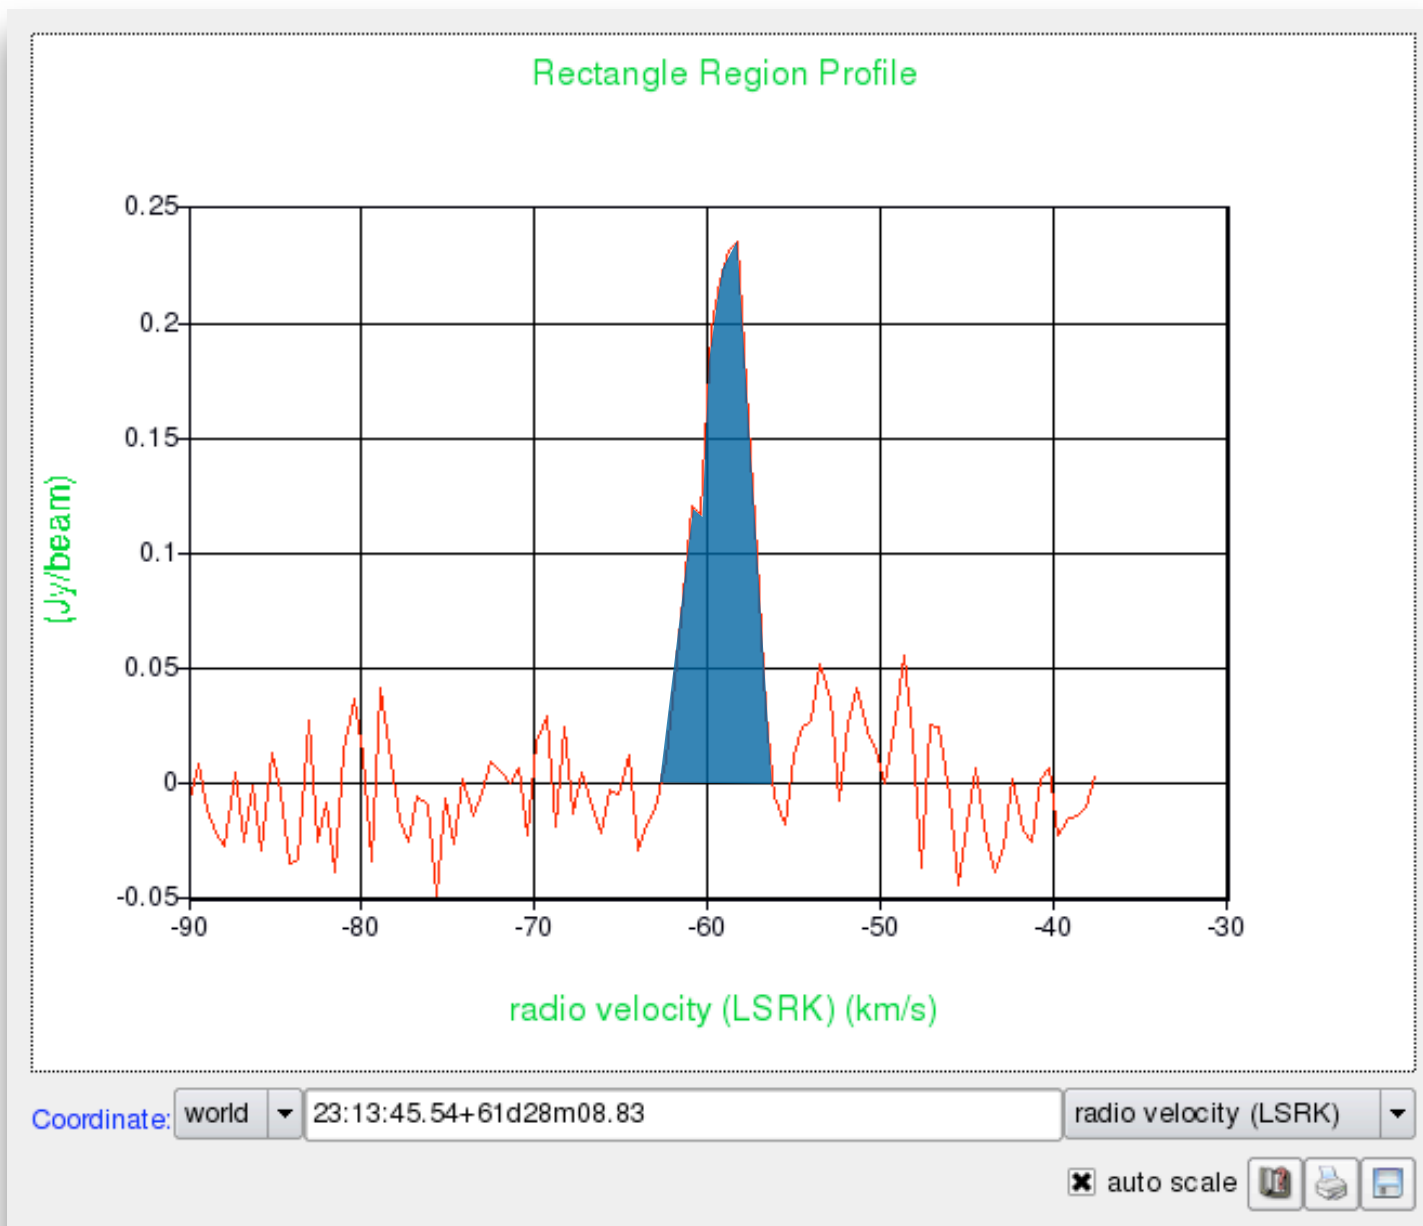 Rectangle Region Profile
0.25
0.2
0.15
0.1
0.05
0
-0.05
(Jy/beam)
-90 -80 -70 -60 -50 -40 -30
radio velocity (LSRK) (km/s)
Coordinate: world 23:13:45.54+61d28m08.83 radio velocity (LSRK)
auto scale